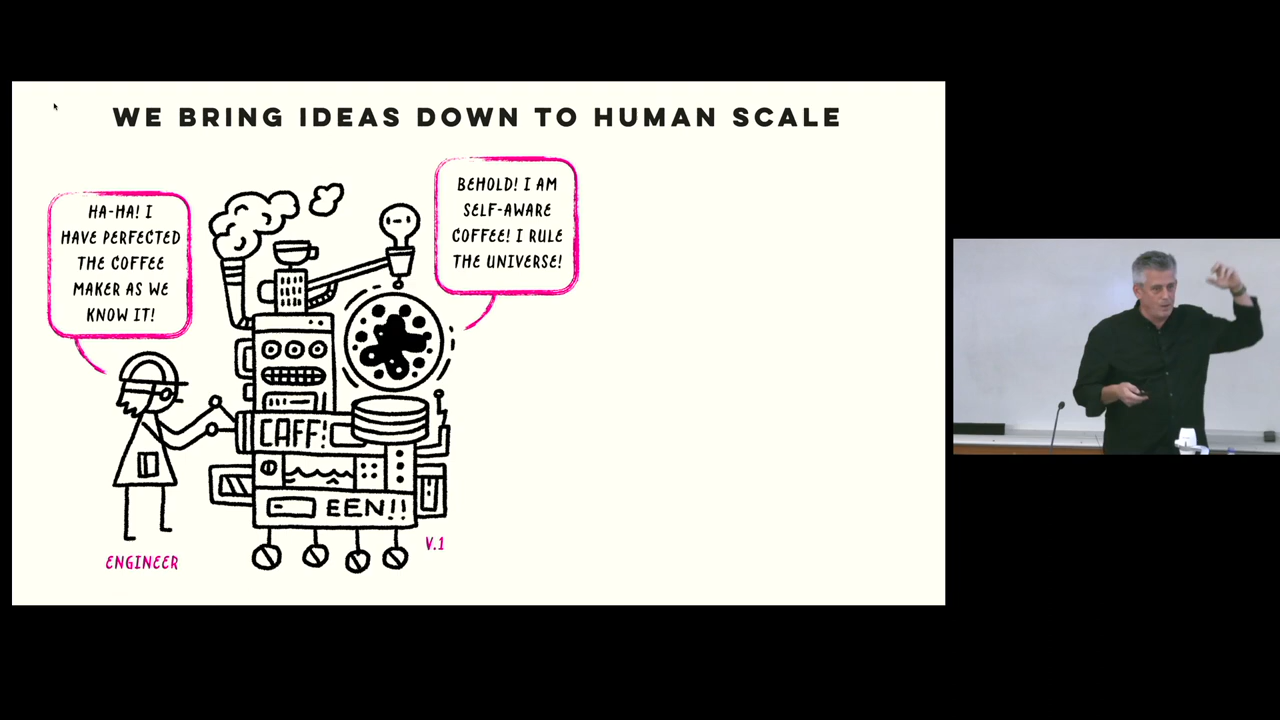 WE BRING IDEAS DOWN TO HUMAN SCALE
HA-HA! I
HAVE PERFECTED
THE COFFEE
MAKER AS WE
KNOW IT!
BEHOLD! I AM
SELF-AWARE
COFFEE! I RULE
THE UNIVERSE!
CAFF!
EEN!!
V.1
ENGINEER